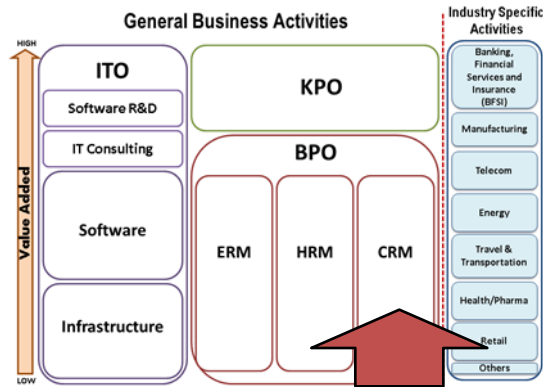 General Business Activities
Industry Specific
Activities
HIGH
Value Added
LOW
ITO
Software R&D
IT Consulting
Software
Infrastructure
KPO
BPO
ERM
HRM
CRM
Banking,
Financial
Services and
Insurance
(BFSI)
Manufacturing
Telecom
Energy
Travel &
Transportation
Health/Pharma
Retail
Others